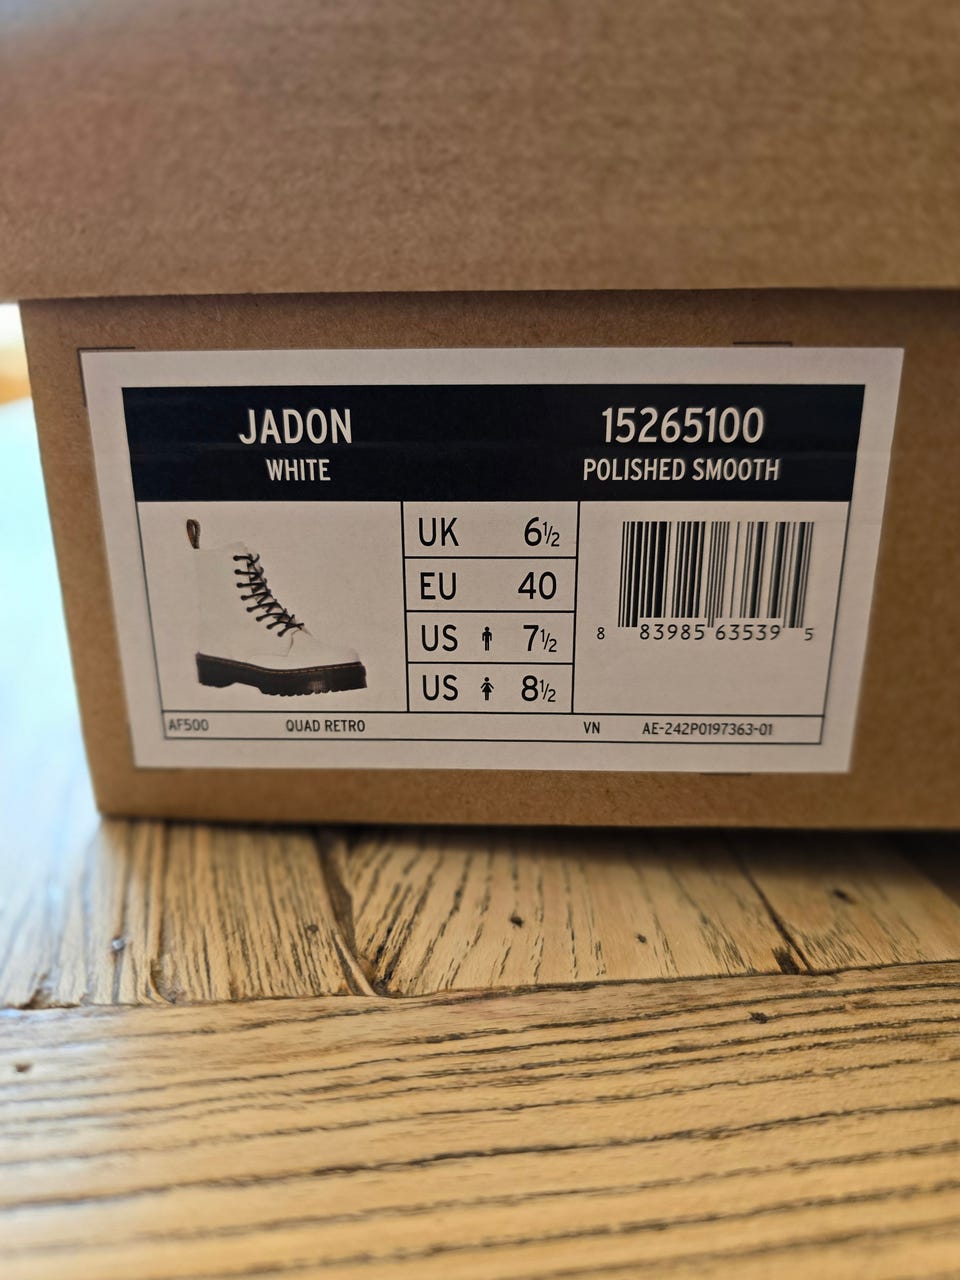 JADON
WHITE
15265100
POLISHED SMOOTH
UK 6½
EU 40
US 7½
US 8½
8 83985 63539 5
AF500 QUAD RETRO VN AE-242P0197363-01